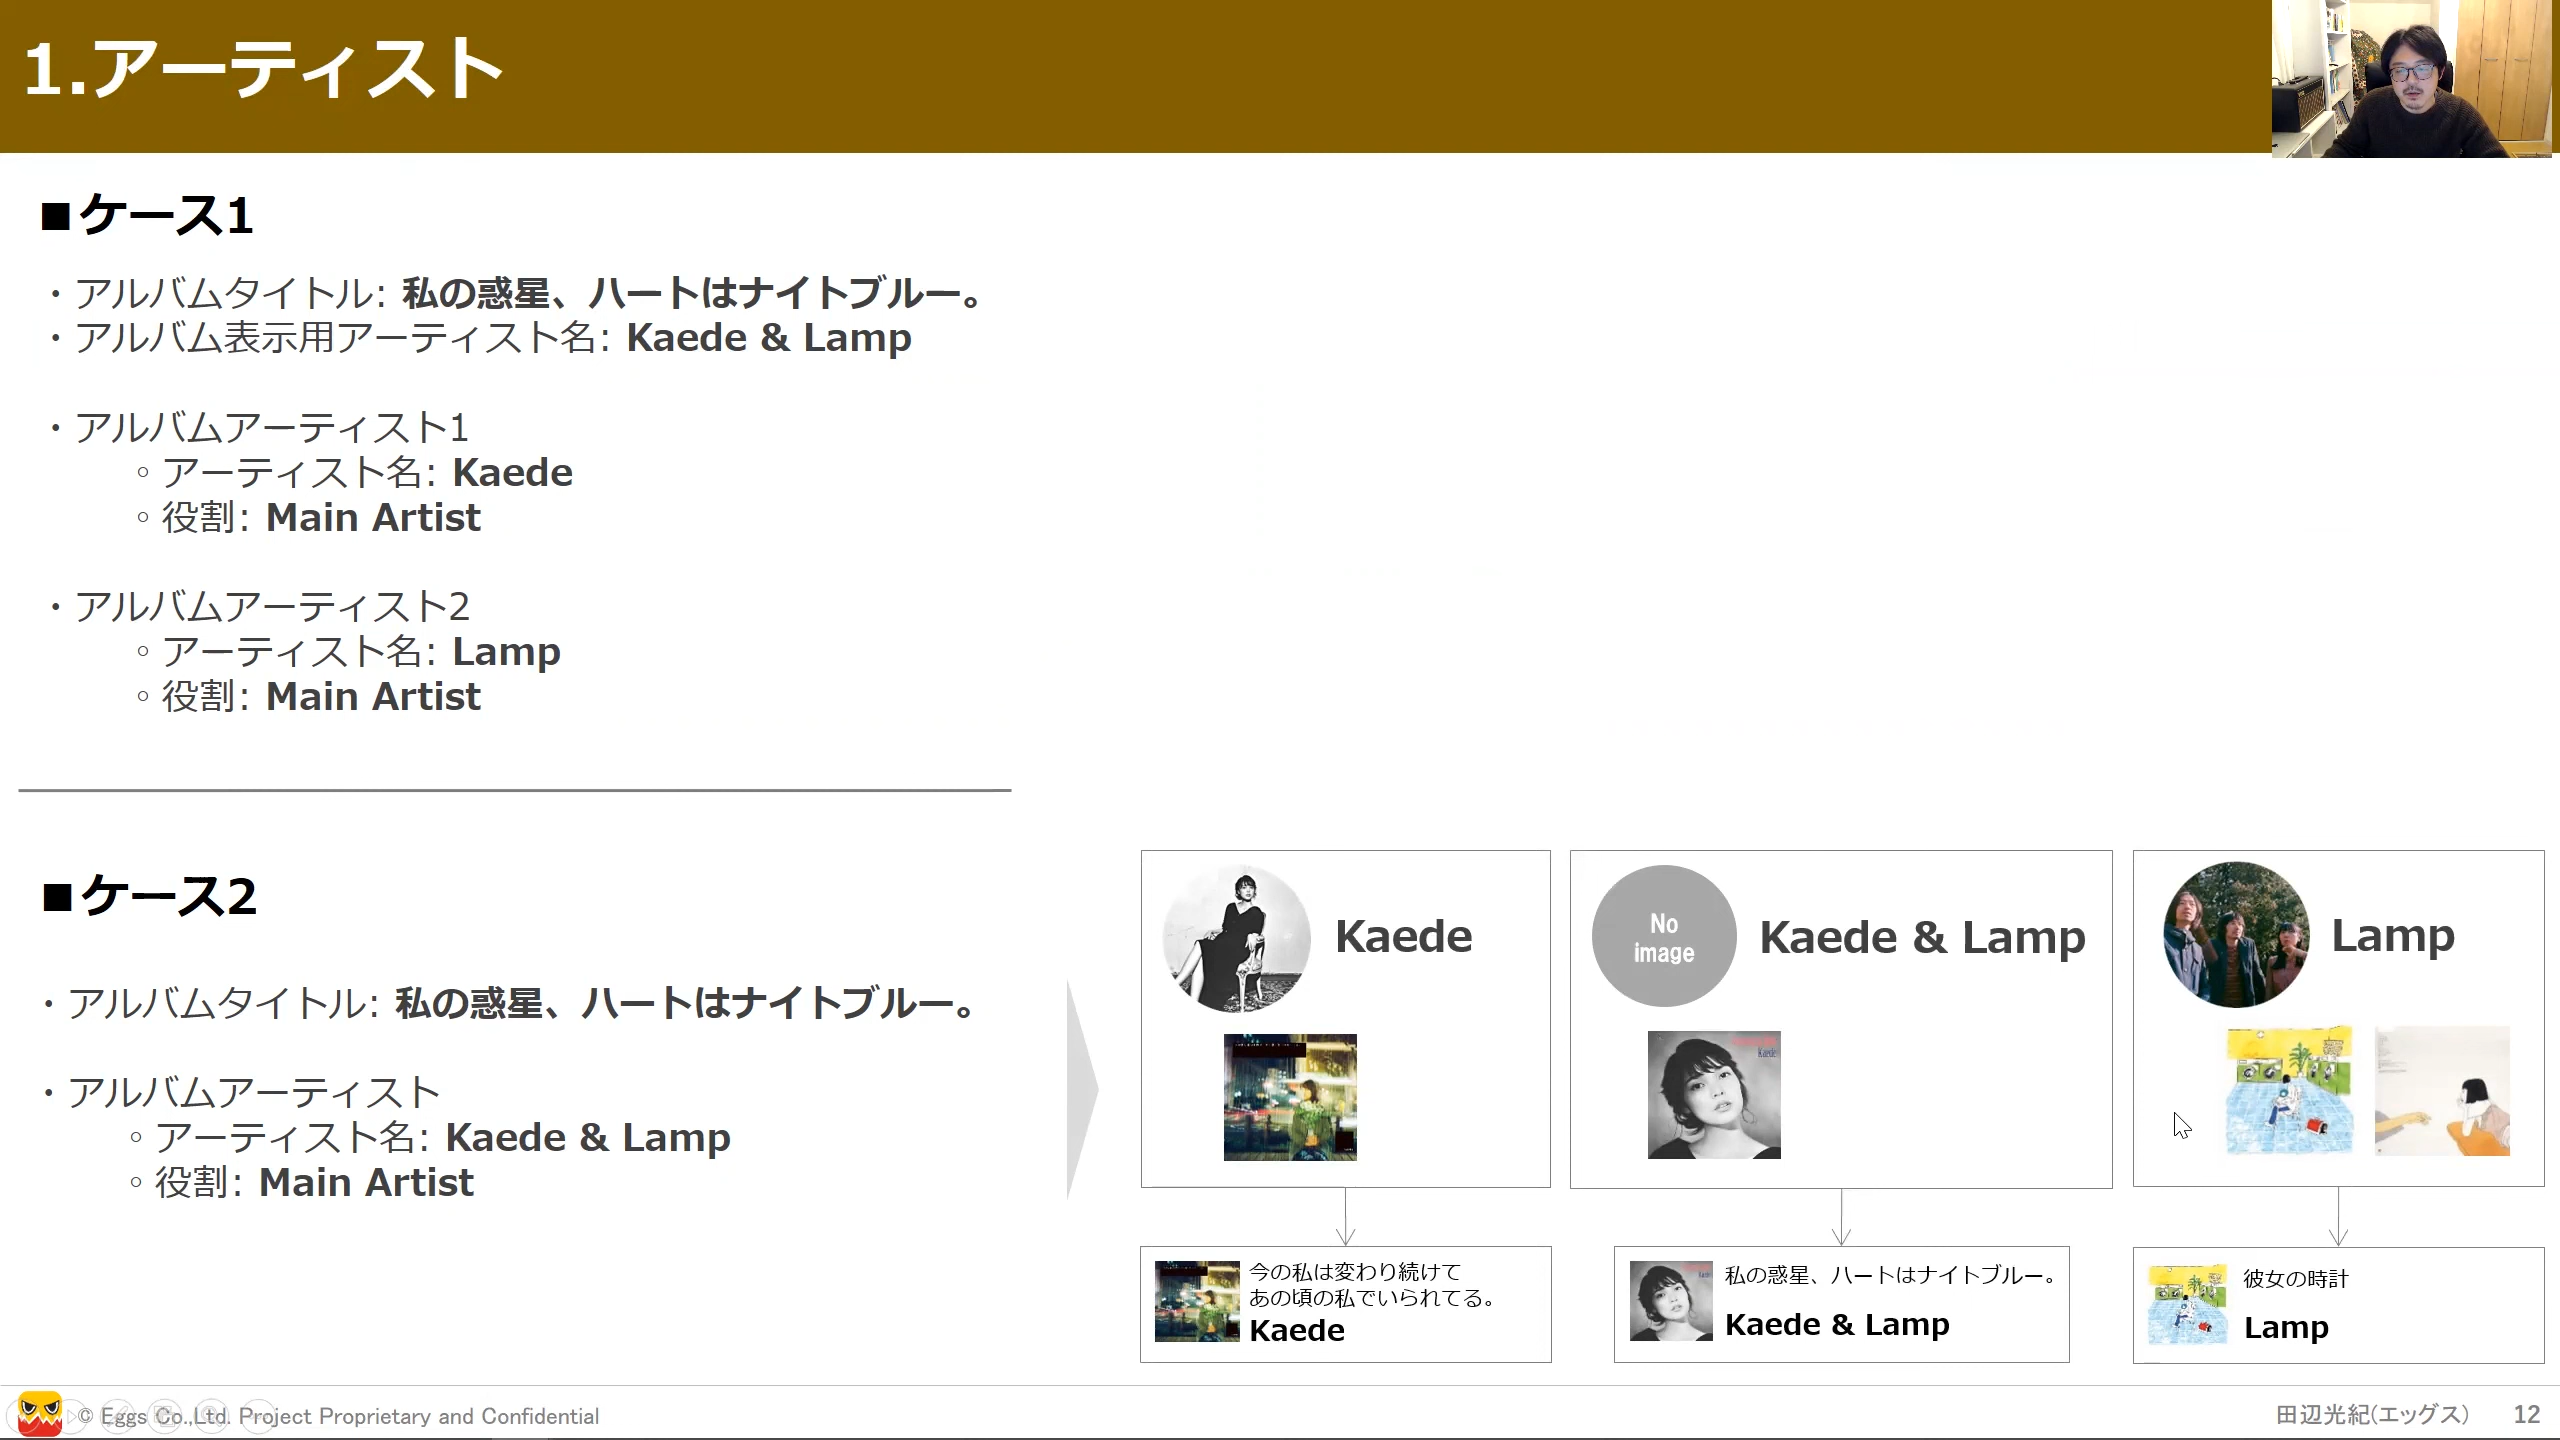 1.アーティスト
■ケース1
・アルバムタイトル: 私の惑星、ハートはナイトブルー。
・アルバム表示用アーティスト名: Kaede & Lamp
・アルバムアーティスト1
◦ アーティスト名: Kaede
◦ 役割: Main Artist
・アルバムアーティスト2
◦ アーティスト名: Lamp
◦ 役割: Main Artist
■ケース2
・アルバムタイトル: 私の惑星、ハートはナイトブルー。
・アルバムアーティスト
◦ アーティスト名: Kaede & Lamp
◦ 役割: Main Artist
Kaede
No
image
Kaede & Lamp
Kaede
Lamp
今の私は変わり続けて
あの頃の私でいられてる。
Kaede
私の惑星、ハートはナイトブルー。
Kaede & Lamp
彼女の時計
Lamp
© Eggs Co.,Ltd. Project Proprietary and Confidential
田辺光紀(エッグス)
12